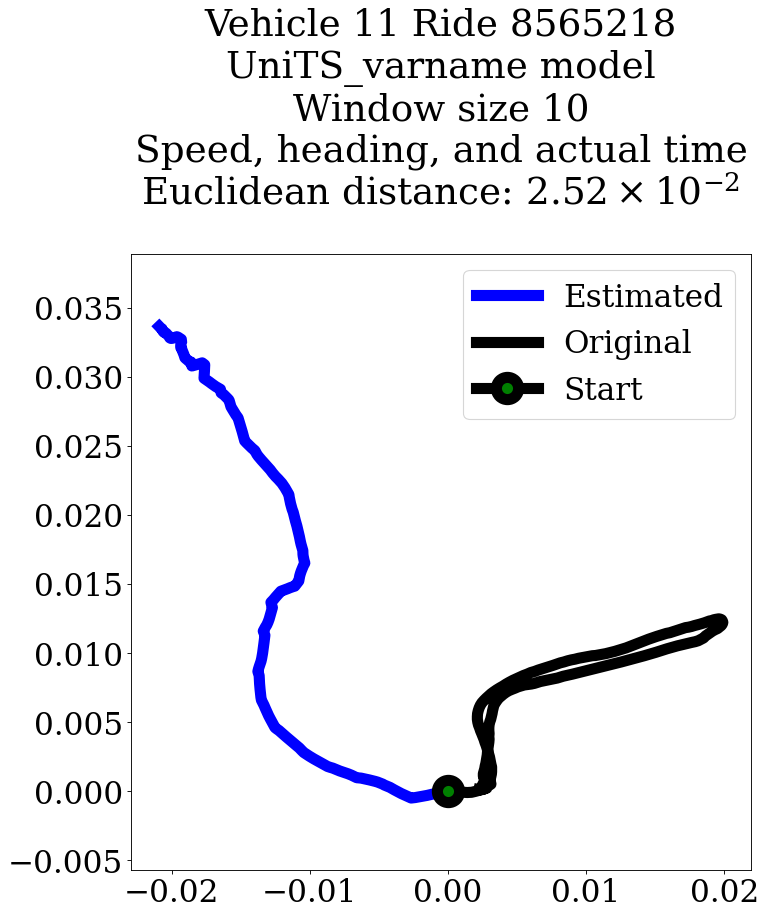 Vehicle 11 Ride 8565218
UniTS_varname model
Window size 10
Speed, heading, and actual time
Euclidean distance: 2.52 × 10⁻²
Estimated
Original
Start
0.035
0.030
0.025
0.020
0.015
0.010
0.005
0.000
−0.005
−0.02 −0.01 0.00 0.01 0.02